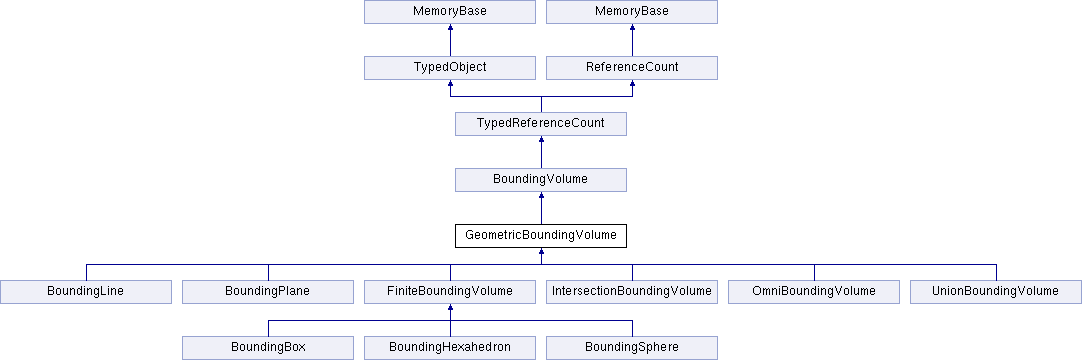 MemoryBase
MemoryBase
TypedObject
ReferenceCount
TypedReferenceCount
BoundingVolume
GeometricBoundingVolume
BoundingLine
BoundingPlane
FiniteBoundingVolume
IntersectionBoundingVolume
OmniBoundingVolume
UnionBoundingVolume
BoundingBox
BoundingHexahedron
BoundingSphere